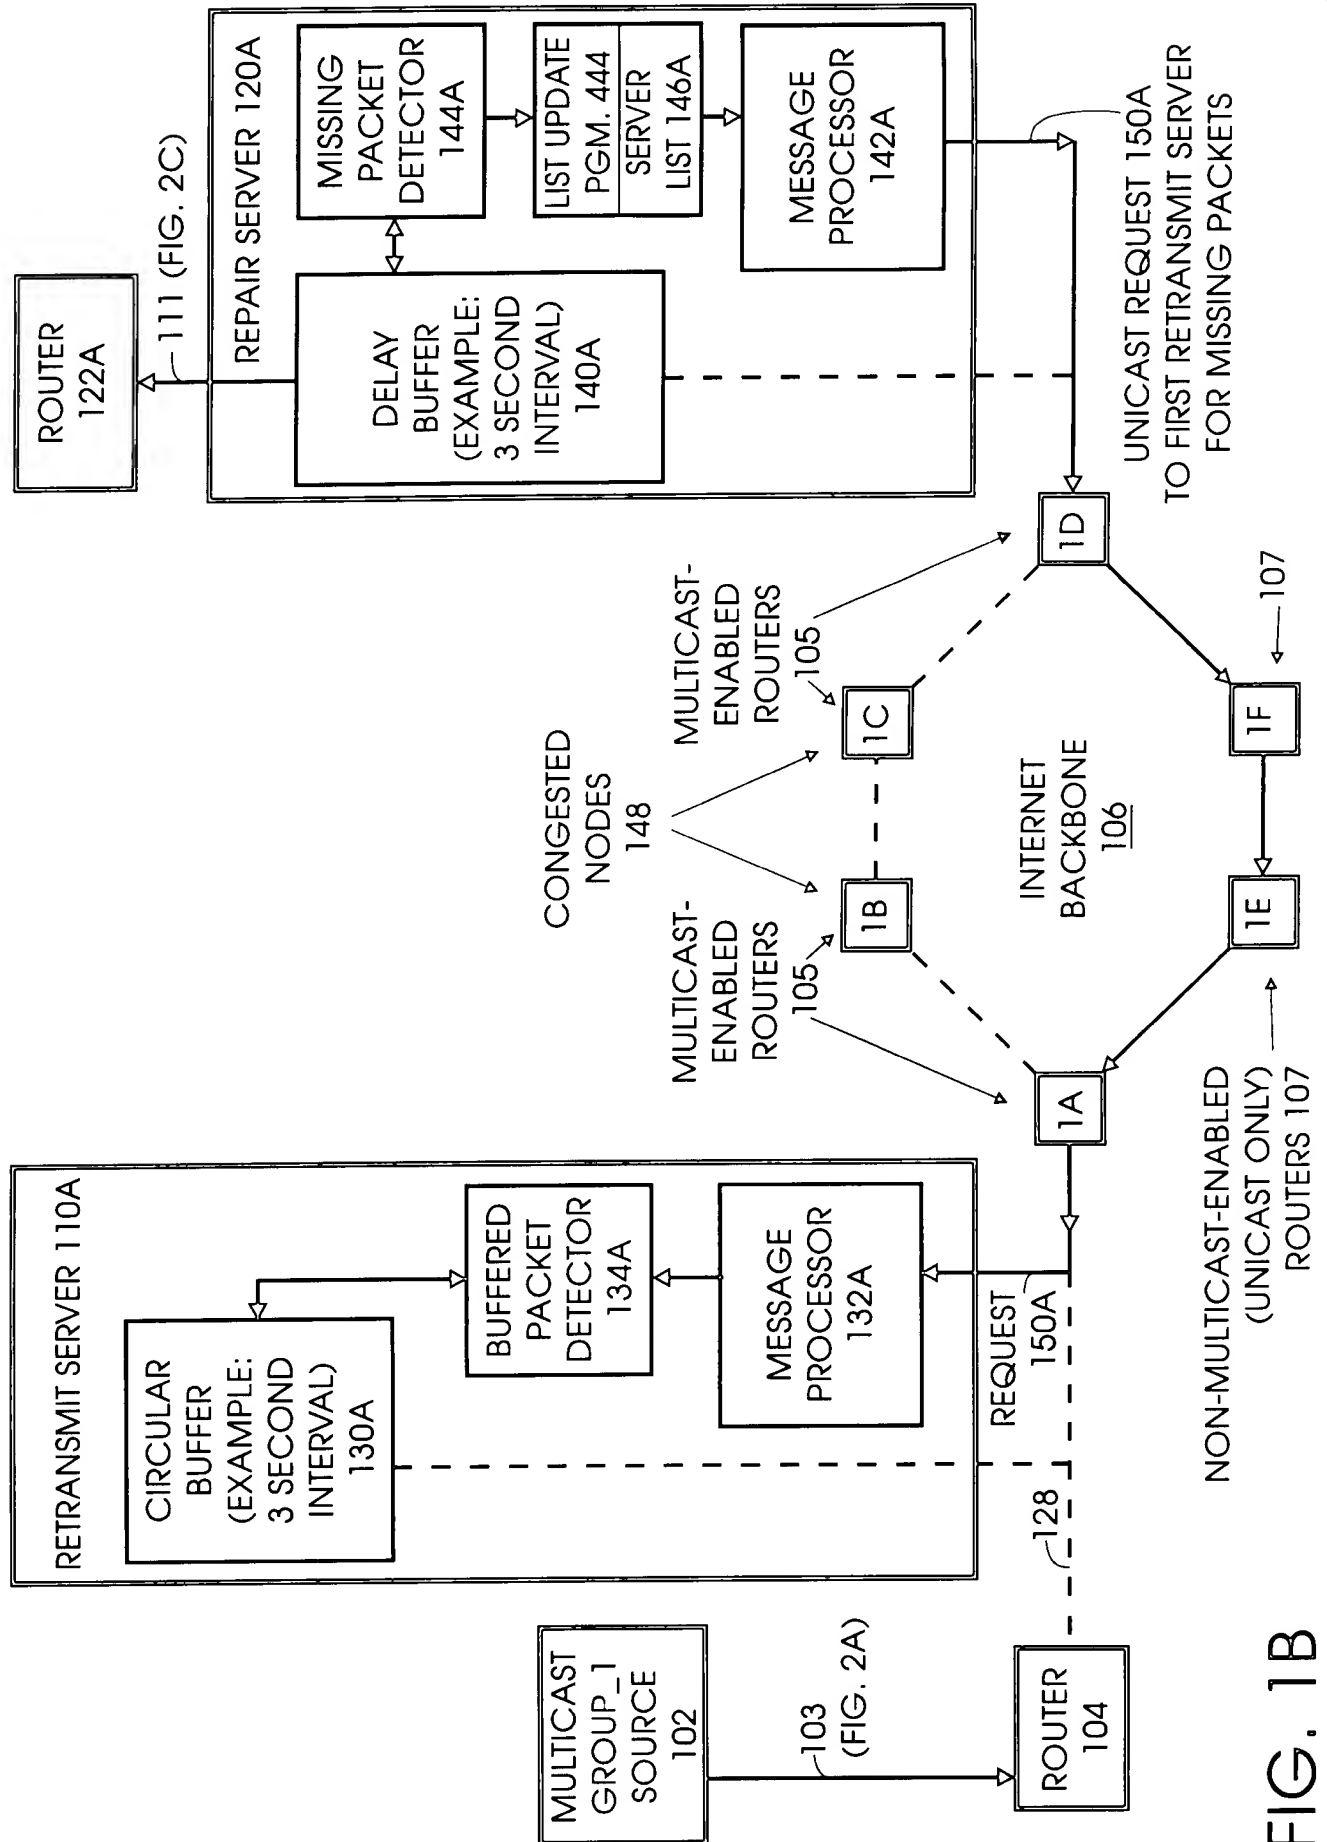 MULTICAST
GROUP_1
SOURCE
102
103
(FIG. 2A)
ROUTER
104
128
RETRANSMIT SERVER 110A
CIRCULAR
BUFFER
(EXAMPLE:
3 SECOND
INTERVAL)
130A
BUFFERED
PACKET
DETECTOR
134A
MESSAGE
PROCESSOR
132A
REQUEST
150A
1A
MULTICAST-
ENABLED
ROUTERS
105
CONGESTED
NODES
148
1B
1C
MULTICAST-
ENABLED
ROUTERS
105
1D
INTERNET
BACKBONE
106
1E
1F
107
NON-MULTICAST-ENABLED
(UNICAST ONLY)
ROUTERS 107
ROUTER
122A
111 (FIG. 2C)
REPAIR SERVER 120A
DELAY
BUFFER
(EXAMPLE:
3 SECOND
INTERVAL)
140A
MISSING
PACKET
DETECTOR
144A
LIST UPDATE
PGM. 444
SERVER
LIST 146A
MESSAGE
PROCESSOR
142A
UNICAST REQUEST 150A
TO FIRST RETRANSMIT SERVER
FOR MISSING PACKETS
FIG. 1B